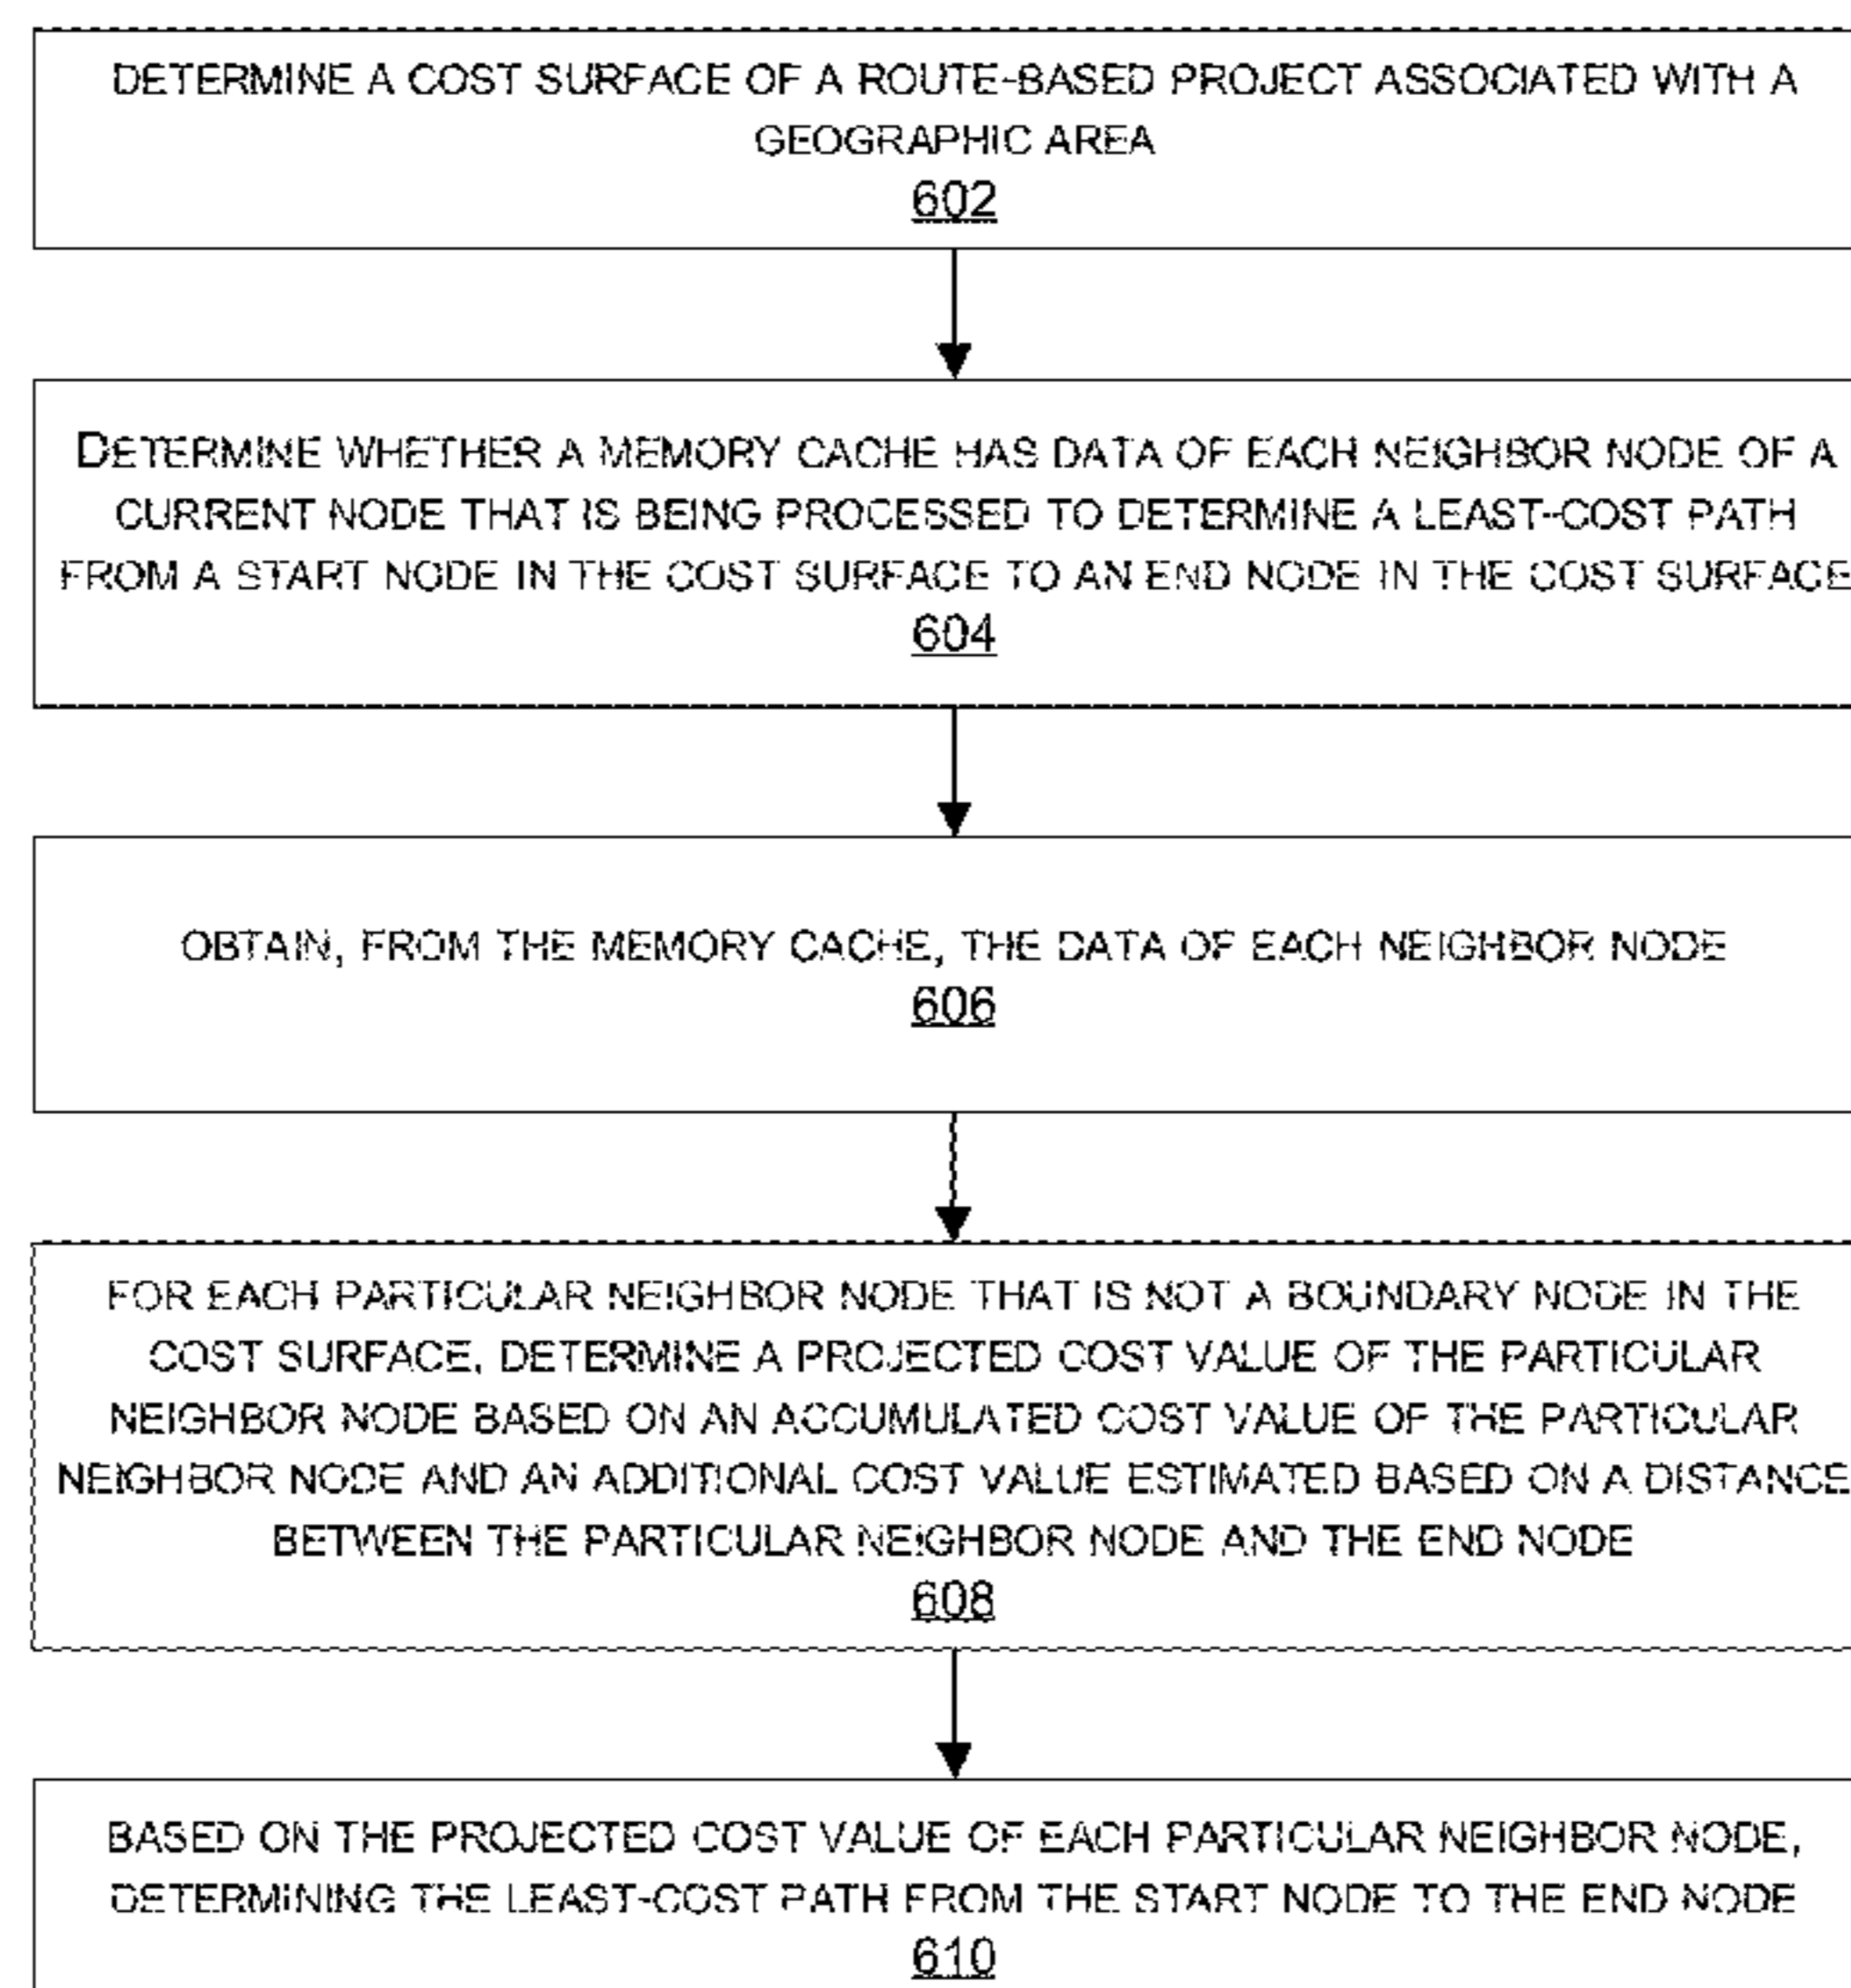 DETERMINE A COST SURFACE OF A ROUTE-BASED PROJECT ASSOCIATED WITH A
GEOGRAPHIC AREA
602
DETERMINE WHETHER A MEMORY CACHE HAS DATA OF EACH NEIGHBOR NODE OF A
CURRENT NODE THAT IS BEING PROCESSED TO DETERMINE A LEAST-COST PATH
FROM A START NODE IN THE COST SURFACE TO AN END NODE IN THE COST SURFACE
604
OBTAIN, FROM THE MEMORY CACHE, THE DATA OF EACH NEIGHBOR NODE
606
FOR EACH PARTICULAR NEIGHBOR NODE THAT IS NOT A BOUNDARY NODE IN THE
COST SURFACE, DETERMINE A PROJECTED COST VALUE OF THE PARTICULAR
NEIGHBOR NODE BASED ON AN ACCUMULATED COST VALUE OF THE PARTICULAR
NEIGHBOR NODE AND AN ADDITIONAL COST VALUE ESTIMATED BASED ON A DISTANCE
BETWEEN THE PARTICULAR NEIGHBOR NODE AND THE END NODE
608
BASED ON THE PROJECTED COST VALUE OF EACH PARTICULAR NEIGHBOR NODE,
DETERMINING THE LEAST-COST PATH FROM THE START NODE TO THE END NODE
610